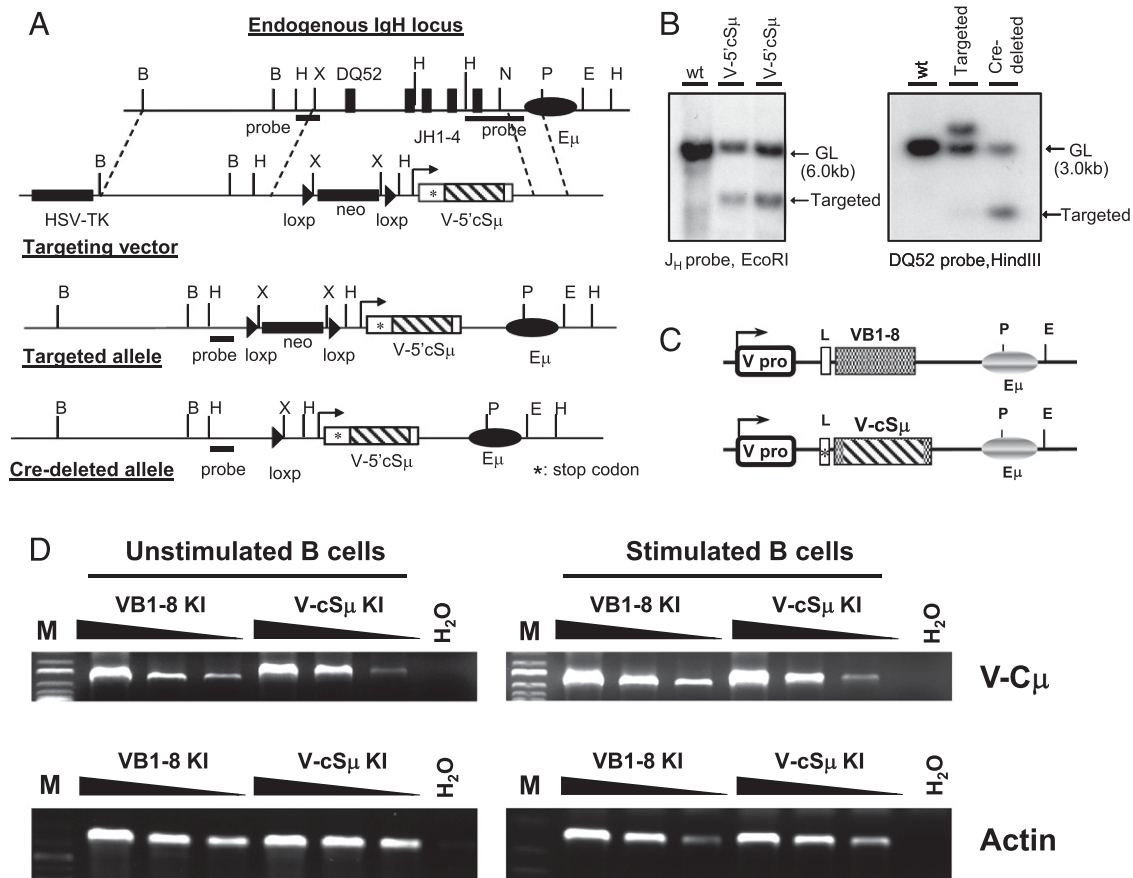 A
Endogenous IgH locus
B B H X DQ52 H H N P E H
probe JH1-4 probe Eμ
B B H X X H
HSV-TK loxp neo loxp V-5'cSμ
*
Targeting vector
B B H X X H P E H
*
probe loxp neo loxp V-5'cSμ Eμ
Targeted allele
B B H X H P E H
*
probe loxp V-5'cSμ Eμ
Cre-deleted allele
*: stop codon
B
wt V-5'cSμ V-5'cSμ
GL
(6.0kb)
Targeted
JH probe, EcoRI
wt Targeted Cre-deleted
GL
(3.0kb)
Targeted
DQ52 probe,HindIII
C
V pro L VB1-8 P E
Eμ
V pro L V-cSμ P E
*
Eμ
D
Unstimulated B cells
M VB1-8 KI V-cSμ KI H2O
Stimulated B cells
M VB1-8 KI V-cSμ KI H2O
V-Cμ
M VB1-8 KI V-cSμ KI H2O
M VB1-8 KI V-cSμ KI H2O
Actin